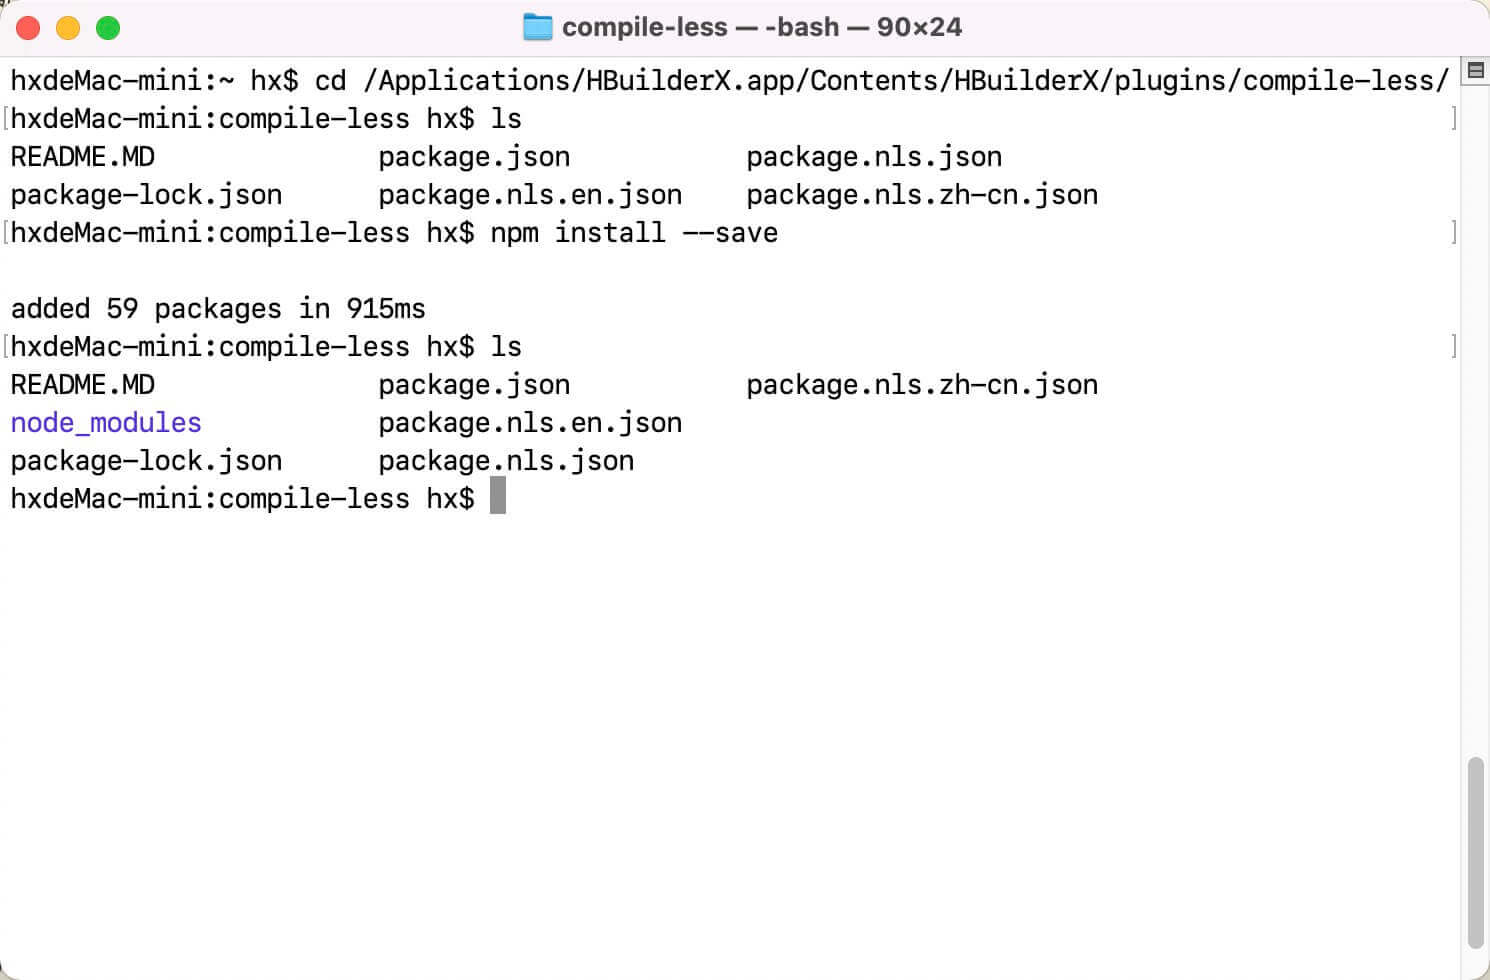 compile-less — -bash — 90×24
hxdeMac-mini:~ hx$ cd /Applications/HBuilderX.app/Contents/HBuilderX/plugins/compile-less/
[hxdeMac-mini:compile-less hx$ ls ]
README.MD package.json package.nls.json
package-lock.json package.nls.en.json package.nls.zh-cn.json
[hxdeMac-mini:compile-less hx$ npm install --save ]
added 59 packages in 915ms
[hxdeMac-mini:compile-less hx$ ls ]
README.MD package.json package.nls.zh-cn.json
node_modules package.nls.en.json
package-lock.json package.nls.json
hxdeMac-mini:compile-less hx$